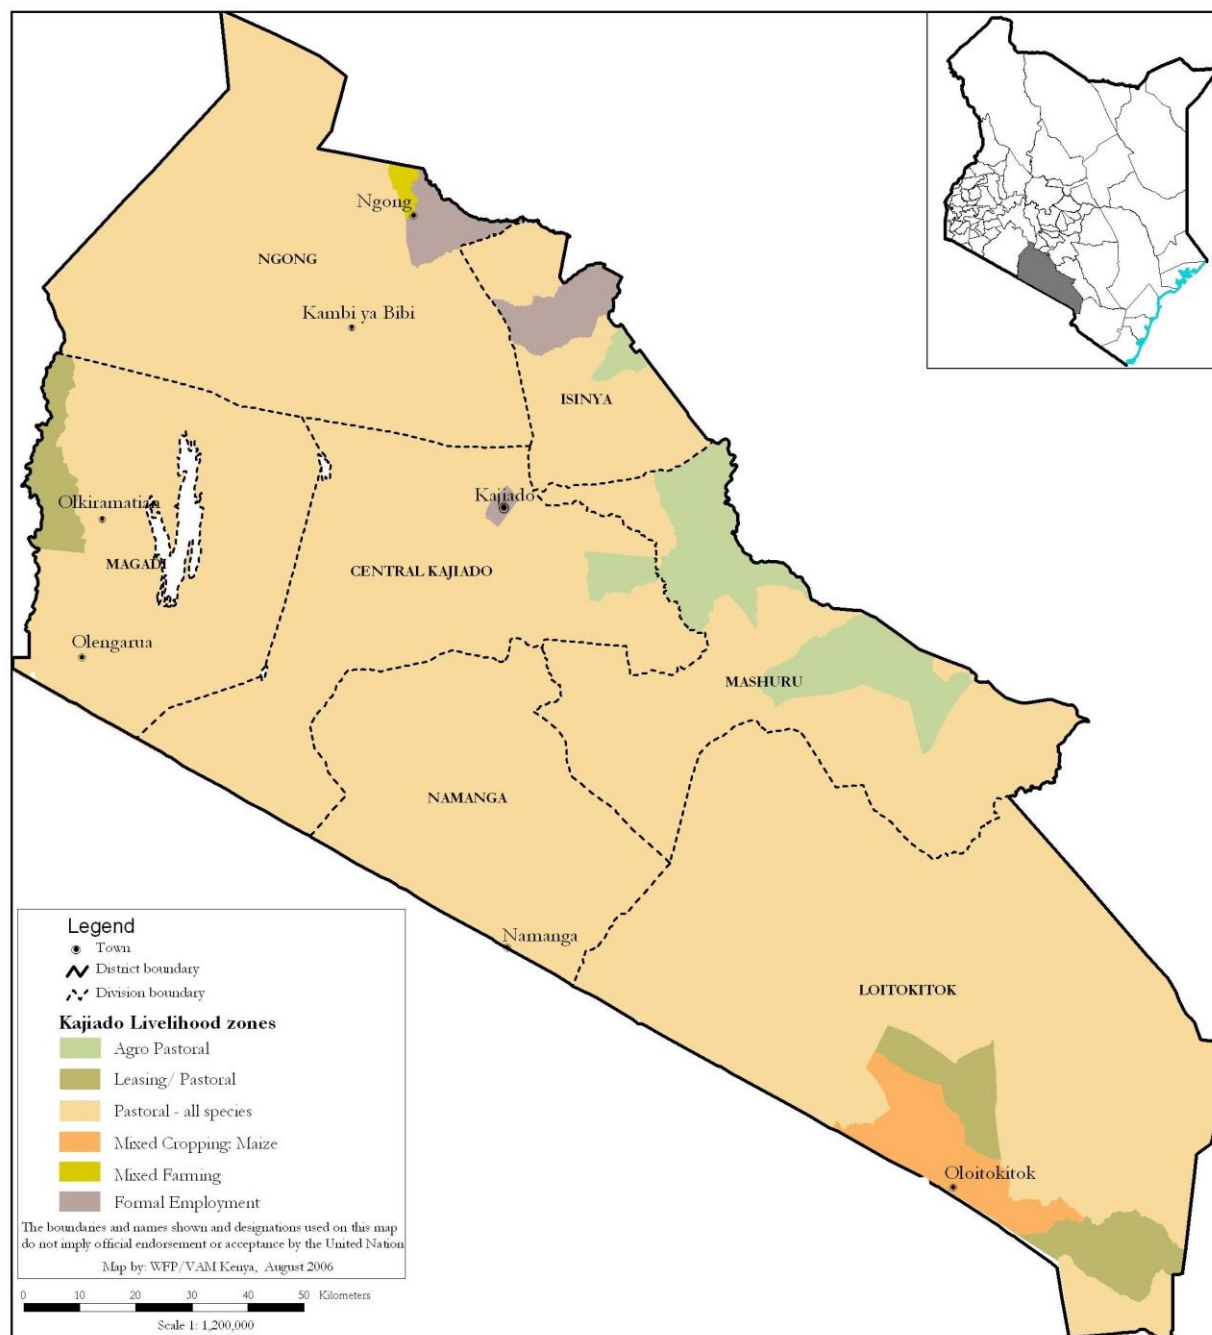 Ngong
NGONG
Kambi ya Bibi
ISINYA
Kajiado
Olkiramatian
MAGADI
CENTRAL KAJIADO
Olengarua
MASHURU
NAMANGA
Namanga
LOITOKITOK
Oloitokitok
Legend
Town
District boundary
Division boundary
Kajiado Livelihood zones
Agro Pastoral
Leasing/ Pastoral
Pastoral - all species
Mixed Cropping: Maize
Mixed Farming
Formal Employment
The boundaries and names shown and designations used on this map
do not imply official endorsement or acceptance by the United Nation
Map by: WFP/VAM Kenya, August 2006
0 10 20 30 40 50 Kilometers
Scale 1: 1,200,000